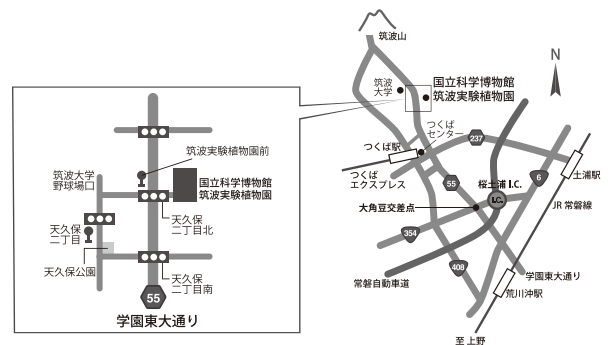 筑波山
N
筑波
大学
国立科学博物館
筑波実験植物園
つくば
センター
237
つくば駅
つくば
エクスプレス
55
桜土浦 I.C.
I.C.
6
土浦駅
大角豆交差点
JR 常磐線
354
408
学園東大通り
常磐自動車道
荒川沖駅
至 上野
筑波実験植物園前
筑波大学
野球場口
国立科学博物館
筑波実験植物園
天久保
二丁目北
天久保
二丁目
天久保公園
天久保
二丁目南
55
学園東大通り